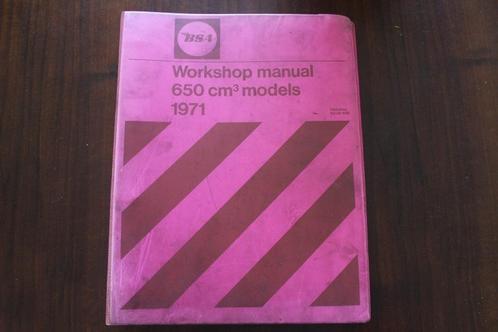 BSA
Workshop manual
650 cm³ models
1971